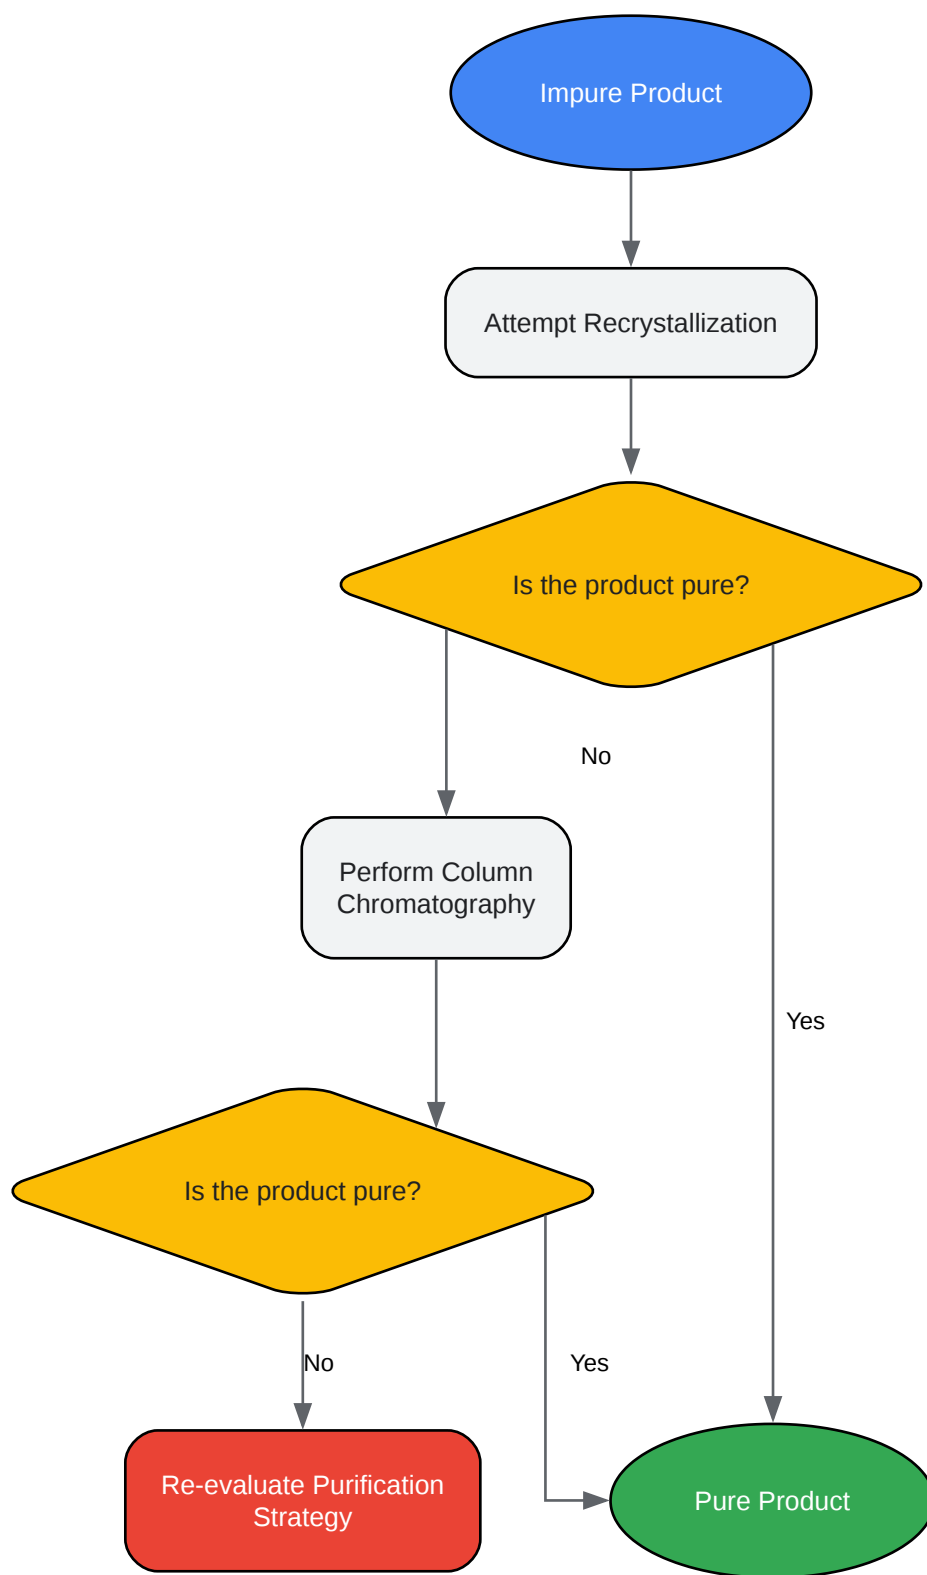 Impure Product
Attempt Recrystallization
Is the product pure?
No
Perform Column
Chromatography
Yes
Is the product pure?
No
Yes
Re-evaluate Purification
Strategy
Pure Product